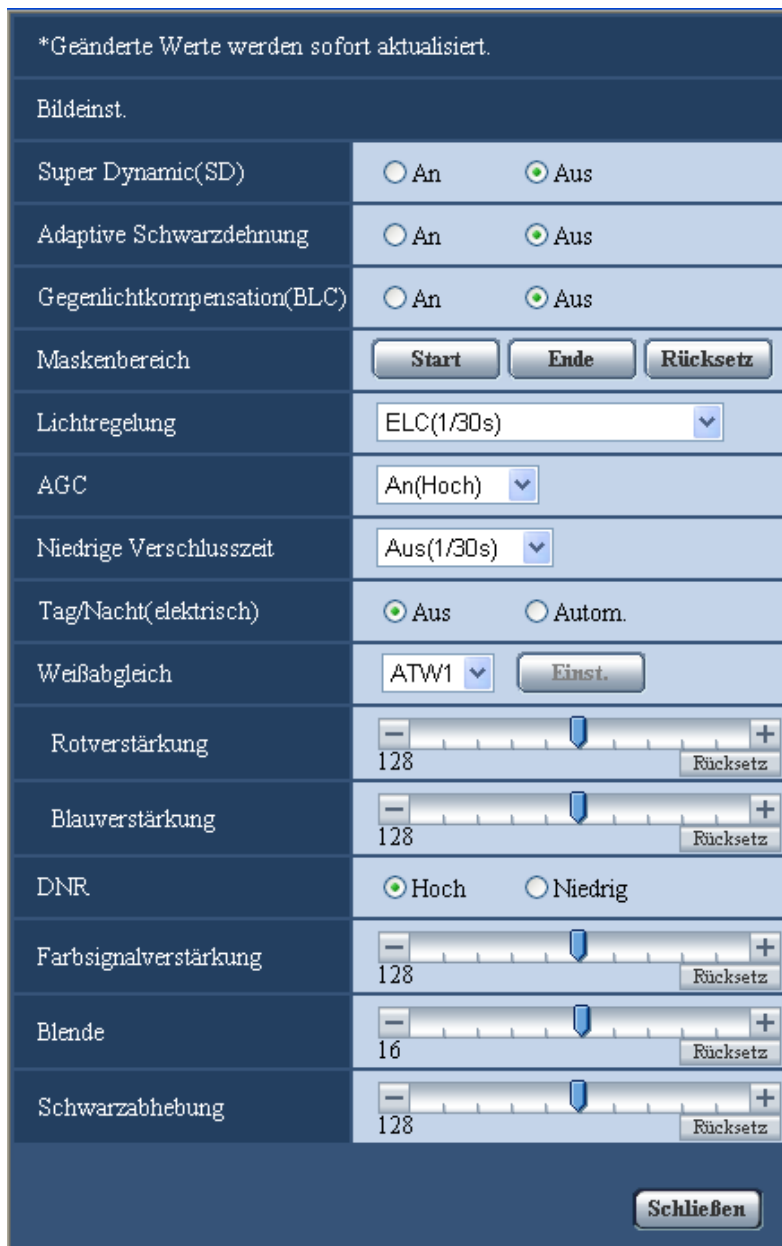 *Geänderte Werte werden sofort aktualisiert.
Bildeinst.
Super Dynamic(SD) An Aus
Adaptive Schwarzdehnung An Aus
Gegenlichtkompensation(BLC) An Aus
Maskenbereich Start Ende Rücksetz
Lichtregelung ELC(1/30s)
AGC An(Hoch)
Niedrige Verschlusszeit Aus(1/30s)
Tag/Nacht(elektrisch) Aus Autom.
Weißabgleich ATW1 Einst.
Rotverstärkung − +
128 Rücksetz
Blauverstärkung − +
128 Rücksetz
DNR Hoch Niedrig
Farbsignalverstärkung − +
128 Rücksetz
Blende − +
16 Rücksetz
Schwarzabhebung − +
128 Rücksetz
Schließen